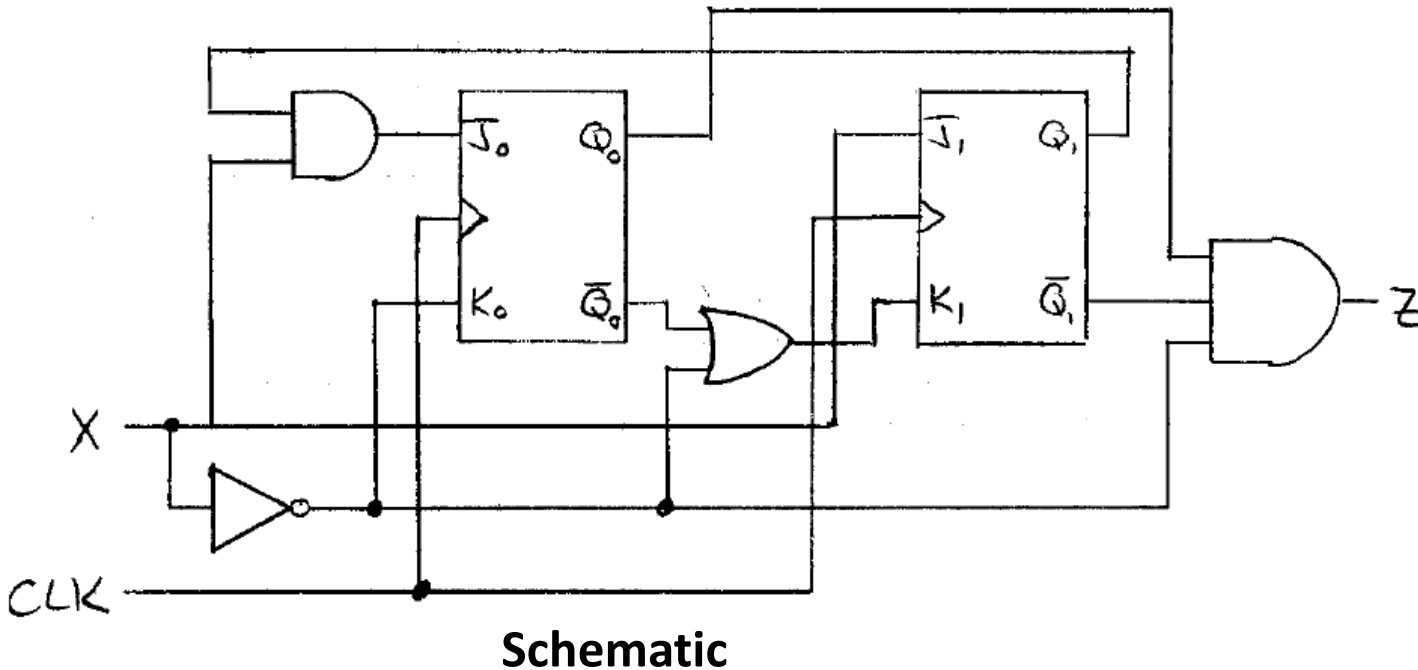 J₀ Q₀ J₁ Q₁
K₀ Q̅₀ K₁ Q̅₁ Z
X
CLK
Schematic